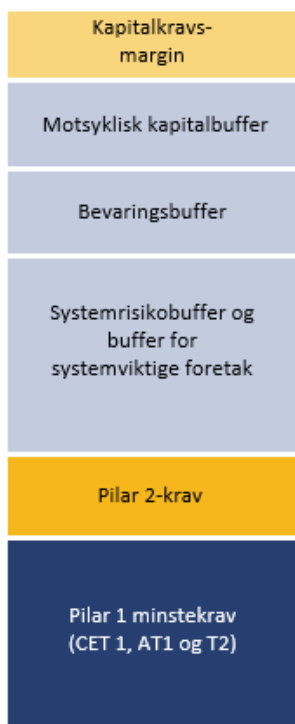 Kapitalkravs-
margin
Motsyklisk kapitalbuffer
Bevaringsbuffer
Systemrisikobuffer og
buffer for
systemviktige foretak
Pilar 2-krav
Pilar 1 minstekrav
(CET 1, AT1 og T2)